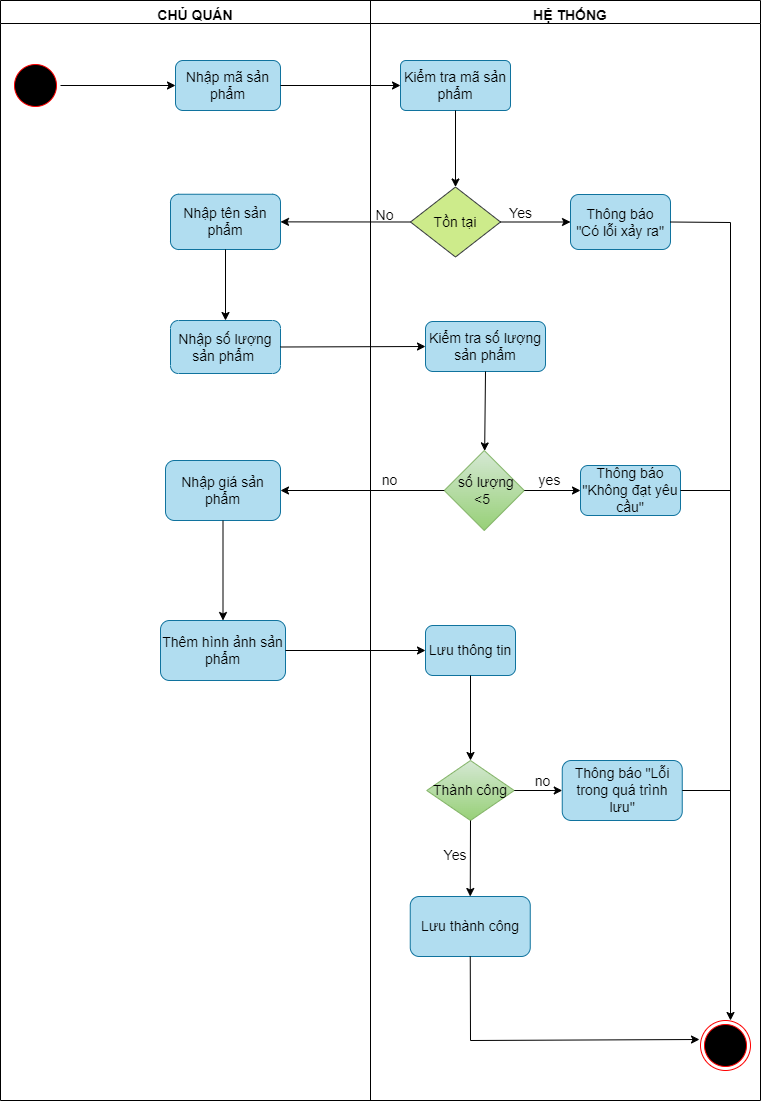 CHỦ QUÁN
HỆ THỐNG
Nhập mã sản
phẩm
Kiểm tra mã sản
phẩm
Nhập tên sản
phẩm
No
Tồn tại
Yes
Thông báo
"Có lỗi xảy ra"
Nhập số lượng
sản phẩm
Kiểm tra số lượng
sản phẩm
Nhập giá sản
phẩm
no
số lượng
<5
yes
Thông báo
"Không đạt yêu
cầu"
Thêm hình ảnh sản
phẩm
Lưu thông tin
Thành công
no
Thông báo "Lỗi
trong quá trình
lưu"
Yes
Lưu thành công